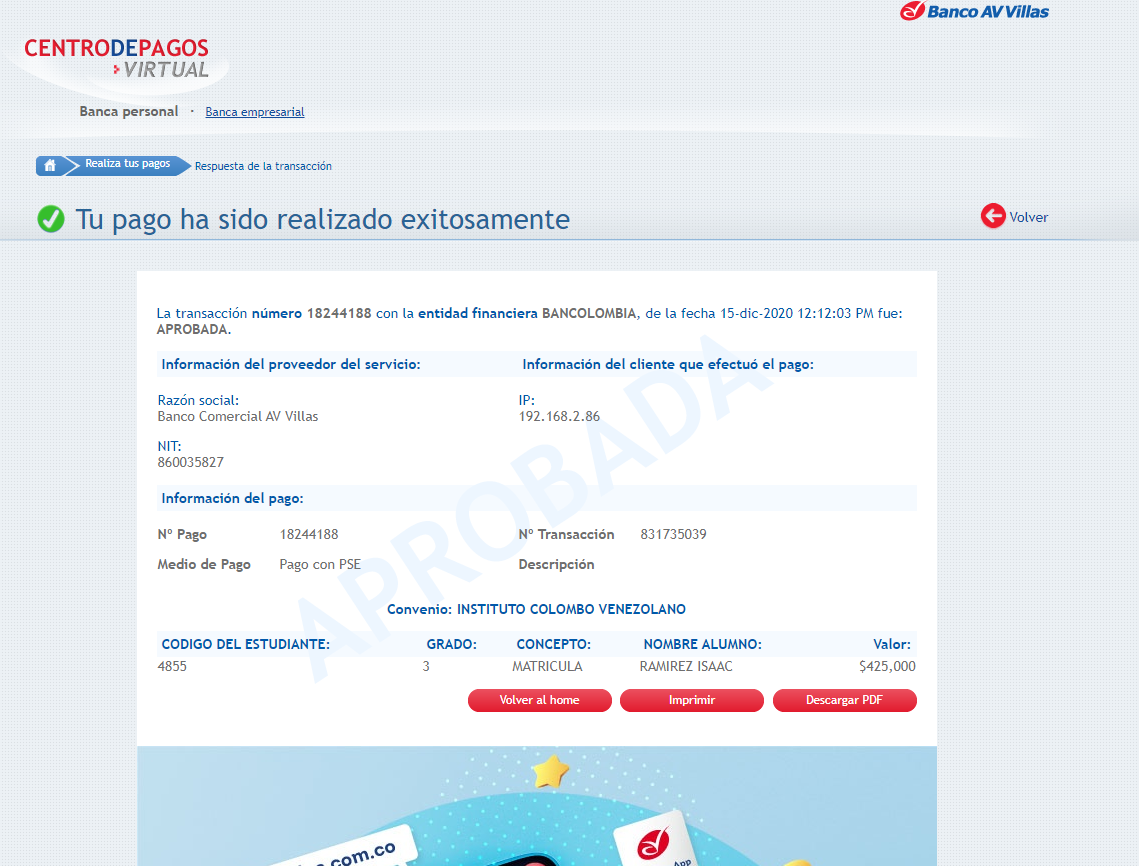 Banco AV Villas
CENTRODEPAGOS
VIRTUAL
Banca personal · Banca empresarial
Realiza tus pagos Respuesta de la transacción
Tu pago ha sido realizado exitosamente
Volver
La transacción número 18244188 con la entidad financiera BANCOLOMBIA, de la fecha 15-dic-2020 12:12:03 PM fue:
APROBADA.
Información del proveedor del servicio: Información del cliente que efectuó el pago:
Razón social: IP:
Banco Comercial AV Villas 192.168.2.86
NIT:
860035827
APROBADA
Información del pago:
Nº Pago 18244188 Nº Transacción 831735039
Medio de Pago Pago con PSE Descripción
Convenio: INSTITUTO COLOMBO VENEZOLANO
CODIGO DEL ESTUDIANTE: GRADO: CONCEPTO: NOMBRE ALUMNO: Valor:
4855 3 MATRICULA RAMIREZ ISAAC $425,000
Volver al home Imprimir Descargar PDF
.com.co
App